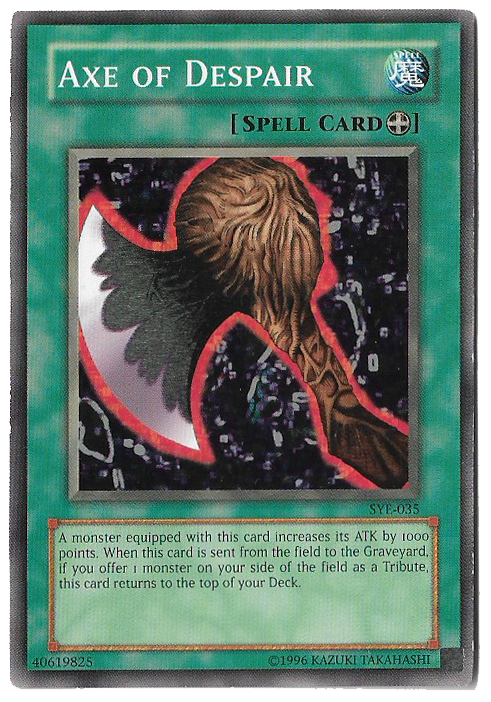 AXE OF DESPAIR
SPELL
魔
[SPELL CARD]
SYE-035
A monster equipped with this card increases its ATK by 1000
points. When this card is sent from the field to the Graveyard,
if you offer 1 monster on your side of the field as a Tribute,
this card returns to the top of your Deck.
40619825
©1996 KAZUKI TAKAHASHI